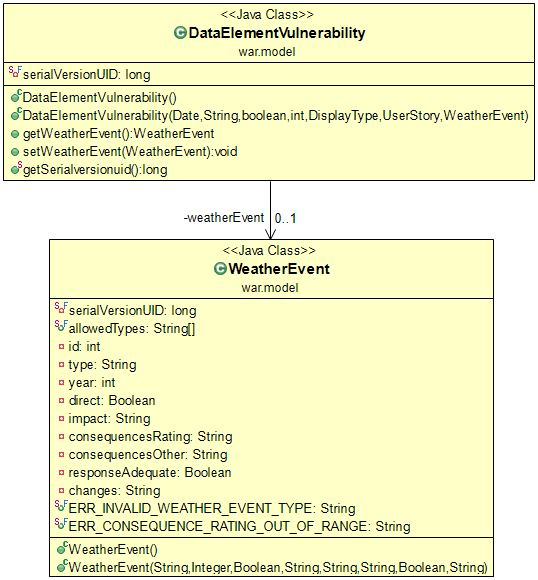 <<Java Class>>
DataElementVulnerability
war.model
serialVersionUID: long
DataElementVulnerability()
DataElementVulnerability(Date,String,boolean,int,DisplayType,UserStory,WeatherEvent)
getWeatherEvent():WeatherEvent
setWeatherEvent(WeatherEvent):void
getSerialversionuid():long
-weatherEvent 0..1
<<Java Class>>
WeatherEvent
war.model
serialVersionUID: long
allowedTypes: String[]
id: int
type: String
year: int
direct: Boolean
impact: String
consequencesRating: String
consequencesOther: String
responseAdequate: Boolean
changes: String
ERR_INVALID_WEATHER_EVENT_TYPE: String
ERR_CONSEQUENCE_RATING_OUT_OF_RANGE: String
WeatherEvent()
WeatherEvent(String,Integer,Boolean,String,String,String,Boolean,String)